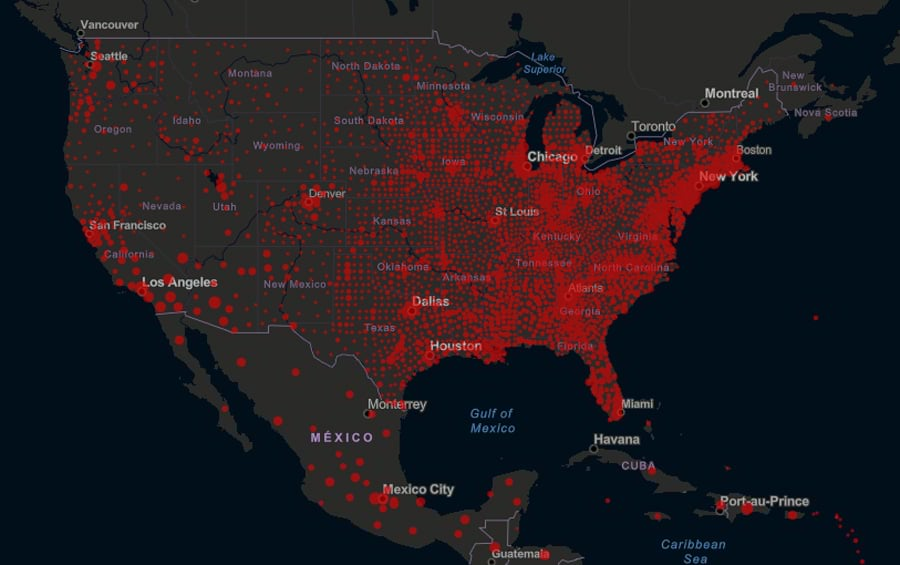 Vancouver
Seattle
Montana
North Dakota
Lake
Superior
Minnesota
Montreal
New
Brunswick
Nova Scotia
Oregon
Idaho
South Dakota
Wisconsin
Toronto
New York
Boston
Wyoming
Iowa
Chicago
Detroit
New York
Nebraska
Ohio
Nevada
Utah
Denver
San Francisco
Kansas
St Louis
Kentucky
Virginia
California
Oklahoma
Tennessee
Arkansas
North Carolina
Los Angeles
New Mexico
Atlanta
Dallas
Georgia
Texas
Houston
Florida
Monterrey
Miami
Gulf of
Mexico
MÉXICO
Havana
CUBA
Mexico City
Port-au-Prince
Guatemala
Caribbean
Sea